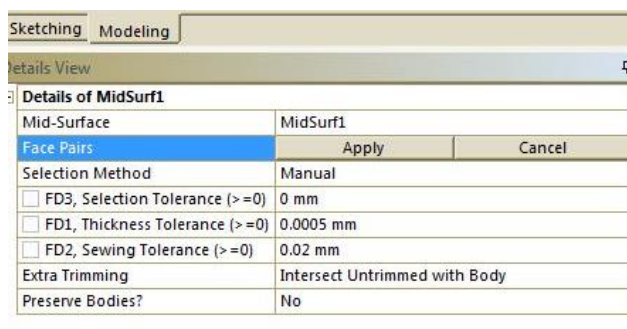 Sketching Modeling
Details View
Details of MidSurf1
Mid-Surface MidSurf1
Face Pairs Apply Cancel
Selection Method Manual
FD3, Selection Tolerance (>=0) 0 mm
FD1, Thickness Tolerance (>=0) 0.0005 mm
FD2, Sewing Tolerance (>=0) 0.02 mm
Extra Trimming Intersect Untrimmed with Body
Preserve Bodies? No